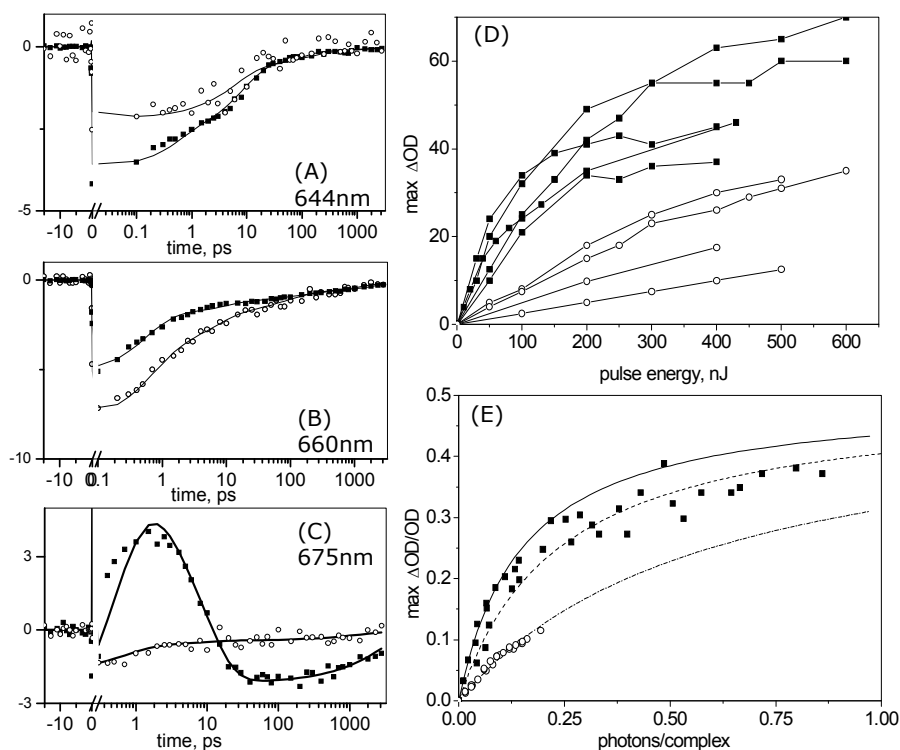 0
-5
(A)
644nm
-10 0 0.1 1 10 100 1000
time, ps
0
-10
(B)
660nm
-10 0 0.1 1 10 100 1000
time, ps
3
0
-3
(C)
675nm
-10 0 1 10 100 1000
time, ps
(D)
max ΔOD
60
40
20
0
0 100 200 300 400 500 600
pulse energy, nJ
(E)
max ΔOD/OD
0.5
0.4
0.3
0.2
0.1
0.0
0.00 0.25 0.50 0.75 1.00
photons/complex